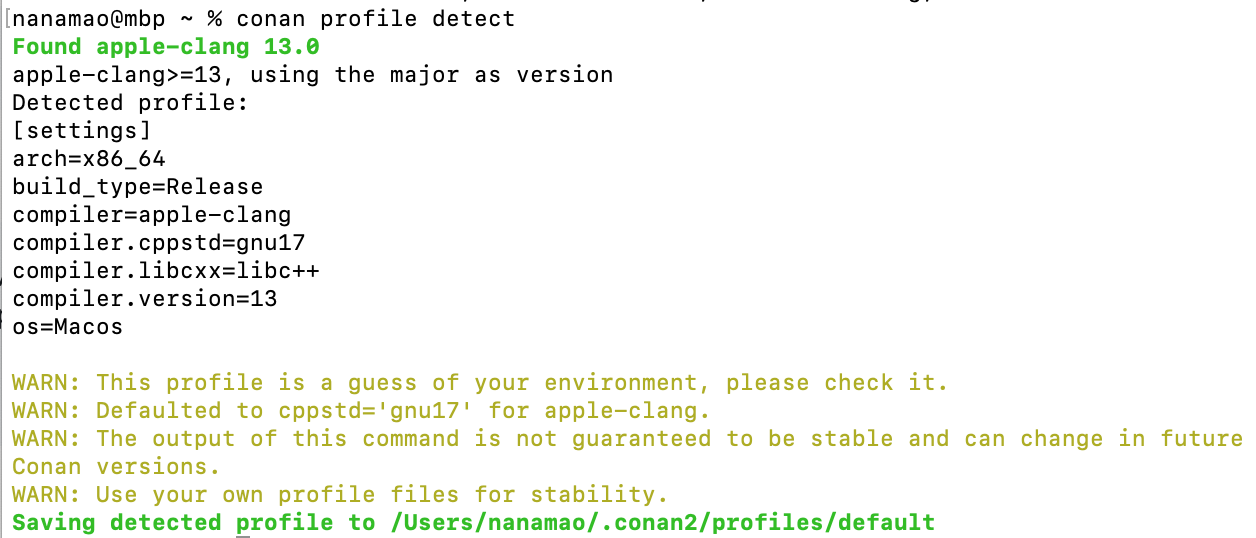 [nanamao@mbp ~ % conan profile detect
Found apple-clang 13.0
apple-clang>=13, using the major as version
Detected profile:
[settings]
arch=x86_64
build_type=Release
compiler=apple-clang
compiler.cppstd=gnu17
compiler.libcxx=libc++
compiler.version=13
os=Macos
WARN: This profile is a guess of your environment, please check it.
WARN: Defaulted to cppstd='gnu17' for apple-clang.
WARN: The output of this command is not guaranteed to be stable and can change in future
Conan versions.
WARN: Use your own profile files for stability.
Saving detected profile to /Users/nanamao/.conan2/profiles/default